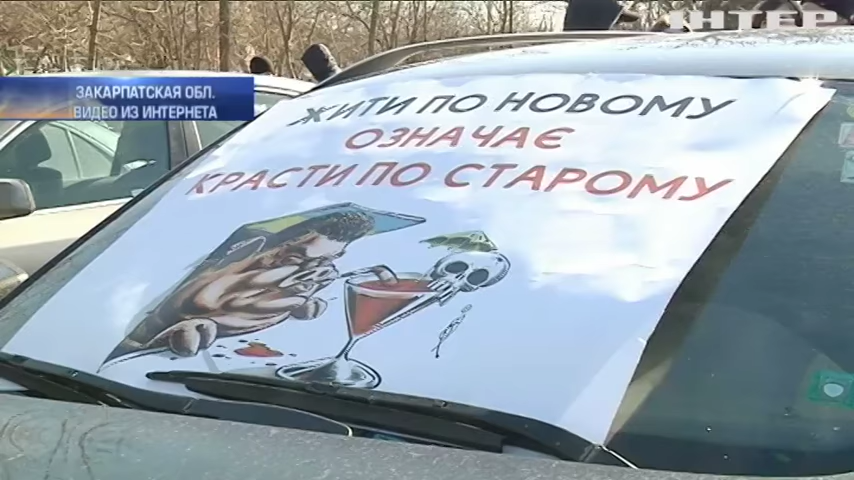 ІНТЕР
ЗАКАРПАТСКАЯ ОБЛ.
ВИДЕО ИЗ ИНТЕРНЕТА
ЖИТИ ПО НОВОМУ
ОЗНАЧАЄ
КРАСТИ ПО СТАРОМУ